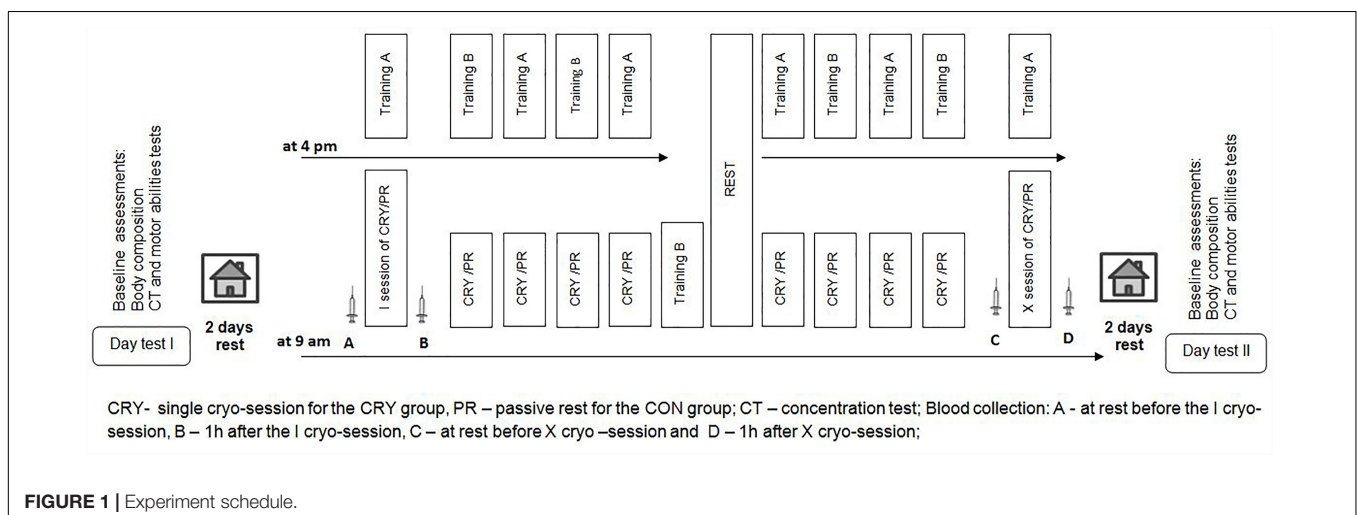 Baseline assessments:
Body composition
CT and motor abilities tests
Day test I
2 days
rest
at 4 pm
Training A
Training B
Training A
Training B
Training A
REST
Training A
Training B
Training A
Training B
Training A
at 9 am
A
I session of CRY/PR
B
CRY /PR
CRY /PR
CRY /PR
CRY /PR
Training B
CRY /PR
CRY /PR
CRY /PR
CRY /PR
C
X session of CRY/PR
D
2 days
rest
Baseline assessments:
Body composition
CT and motor abilities tests
Day test II
CRY- single cryo-session for the CRY group, PR – passive rest for the CON group; CT – concentration test; Blood collection: A - at rest before the I cryo-
session, B – 1h after the I cryo-session, C – at rest before X cryo –session and D – 1h after X cryo-session;
FIGURE 1 | Experiment schedule.